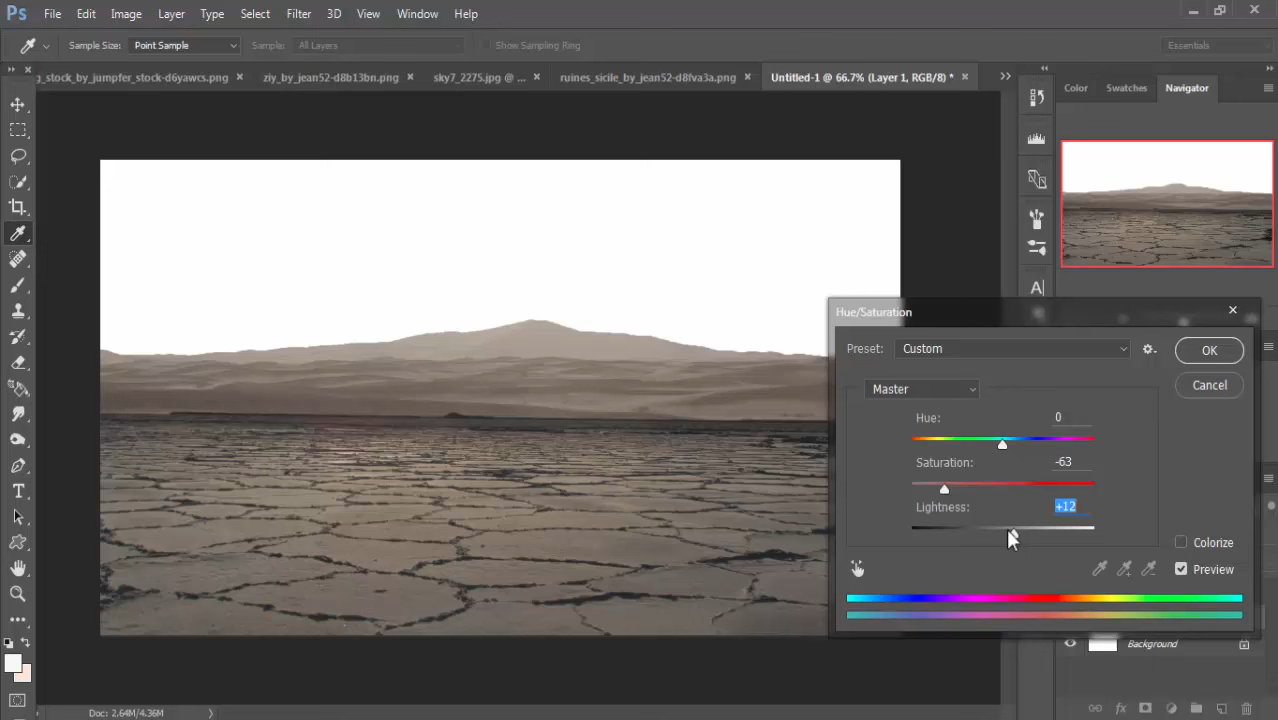 Ps File Edit Image Layer Type Select Filter 3D View Window Help
Sample Size: Point Sample Sample: All Layers Show Sampling Ring Essentials
g_stock_by_jumpfer_stock-d6yawcs.png × ziy_by_jean52-d8b13bn.png × sky7_2275.jpg @ ... × ruines_sicile_by_jean52-d8fva3a.png × Untitled-1 @ 66.7% (Layer 1, RGB/8) * ×
Color Swatches Navigator
Hue/Saturation
Preset: Custom OK
Cancel
Master
Hue: 0
Saturation: -63
Lightness: +12
Colorize
Preview
Background
Doc: 2.64M/4.36M